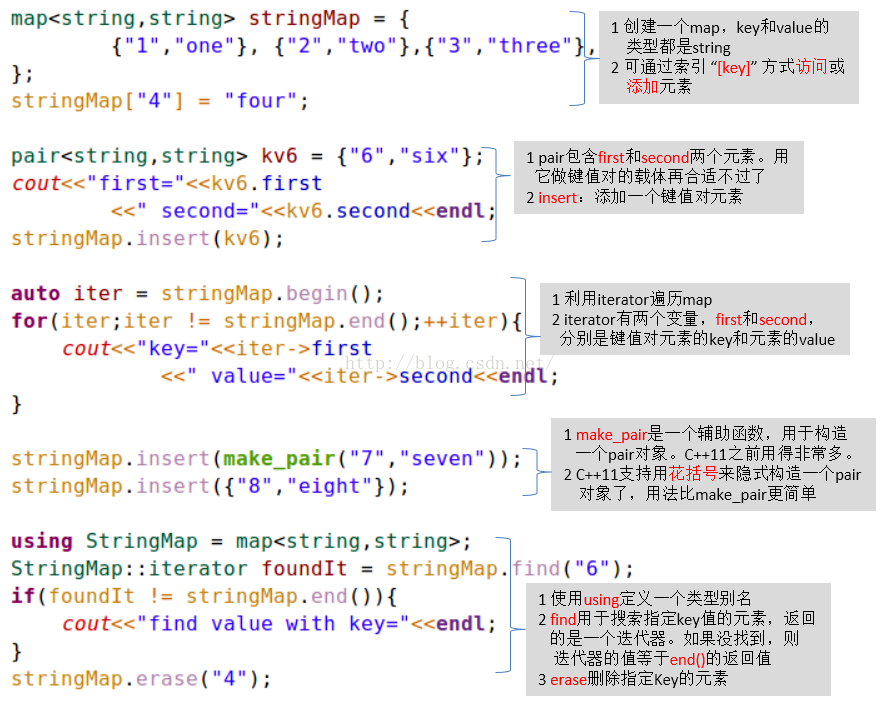 map<string,string> stringMap = {
{"1","one"}, {"2","two"},{"3","three"},
};
stringMap["4"] = "four";
1 创建一个map，key和value的
类型都是string
2 可通过索引 “[key]” 方式访问或
添加元素
pair<string,string> kv6 = {"6","six"};
cout<<"first="<<kv6.first
<<" second="<<kv6.second<<endl;
stringMap.insert(kv6);
1 pair包含first和second两个元素。用
它做键值对的载体再合适不过了
2 insert：添加一个键值对元素
auto iter = stringMap.begin();
for(iter;iter != stringMap.end();++iter){
cout<<"key="<<iter->first
<<" value="<<iter->second<<endl;
}
1 利用iterator遍历map
2 iterator有两个变量，first和second，
分别是键值对元素的key和元素的value
http://blog.csdn.net/
stringMap.insert(make_pair("7","seven"));
stringMap.insert({"8","eight"});
1 make_pair是一个辅助函数，用于构造
一个pair对象。C++11之前用得非常多。
2 C++11支持用花括号来隐式构造一个pair
对象了，用法比make_pair更简单
using StringMap = map<string,string>;
StringMap::iterator foundIt = stringMap.find("6");
if(foundIt != stringMap.end()){
cout<<"find value with key="<<endl;
}
stringMap.erase("4");
1 使用using定义一个类型别名
2 find用于搜索指定key值的元素，返回
的是一个迭代器。如果没找到，则
迭代器的值等于end()的返回值
3 erase删除指定Key的元素